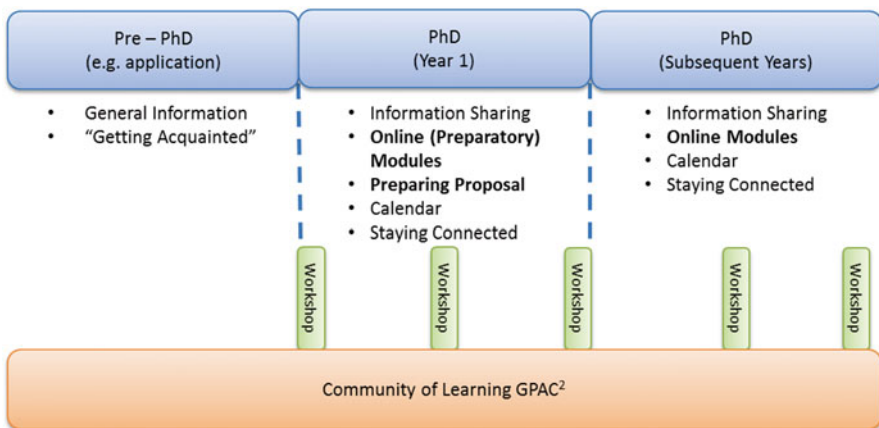 Pre – PhD
(e.g. application)
PhD
(Year 1)
PhD
(Subsequent Years)
• General Information
• “Getting Acquainted”
• Information Sharing
• Online (Preparatory)
Modules
• Preparing Proposal
• Calendar
• Staying Connected
• Information Sharing
• Online Modules
• Calendar
• Staying Connected
Workshop
Workshop
Workshop
Workshop
Workshop
Community of Learning GPAC²